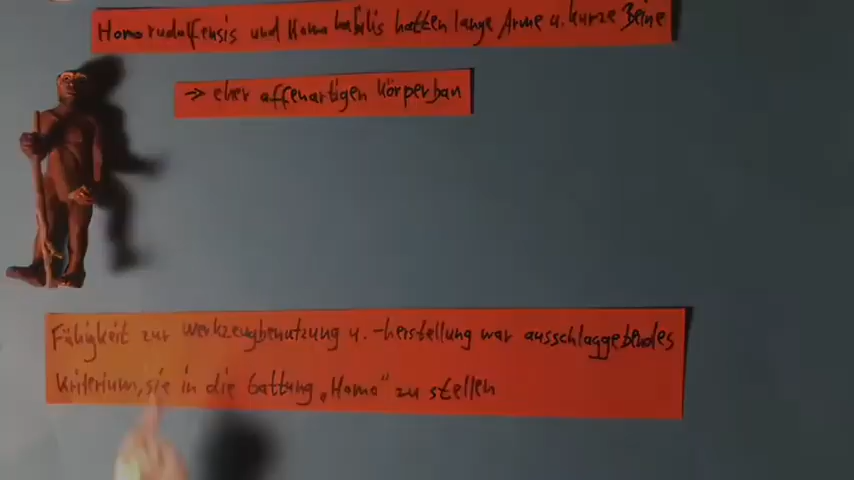 Homo rudolfensis und Homo habilis hatten lange Arme u. kurze Beine
→ eher affenartigen Körperbau
Fähigkeit zur Werkzeugbenutzung u. -herstellung war ausschlaggebendes
Kriterium, sie in die Gattung „Homo“ zu stellen